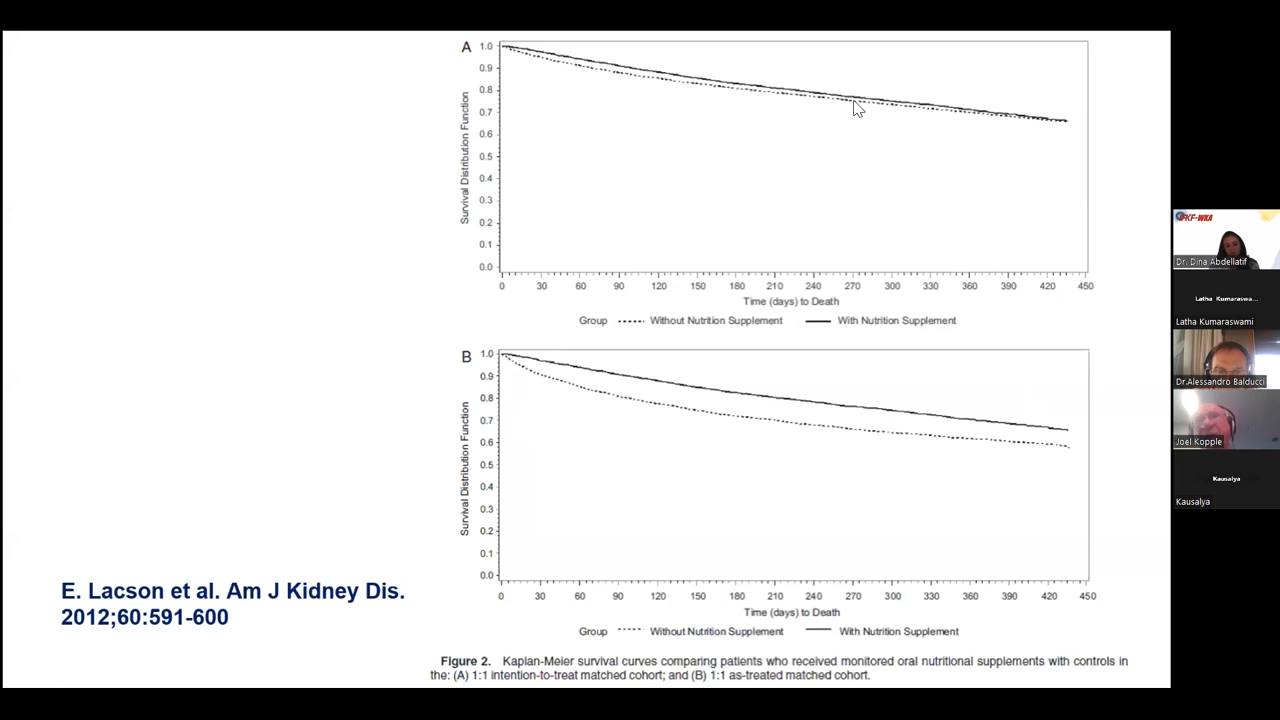 A
1.0
0.9
0.8
0.7
0.6
0.5
0.4
0.3
0.2
0.1
0.0
Survival Distribution Function
0 30 60 90 120 150 180 210 240 270 300 330 360 390 420 450
Time (days) to Death
Group Without Nutrition Supplement With Nutrition Supplement
B
1.0
0.9
0.8
0.7
0.6
0.5
0.4
0.3
0.2
0.1
0.0
Survival Distribution Function
0 30 60 90 120 150 180 210 240 270 300 330 360 390 420 450
Time (days) to Death
Group Without Nutrition Supplement With Nutrition Supplement
Figure 2. Kaplan-Meier survival curves comparing patients who received monitored oral nutritional supplements with controls in
the: (A) 1:1 intention-to-treat matched cohort; and (B) 1:1 as-treated matched cohort.
E. Lacson et al. Am J Kidney Dis.
2012;60:591-600
IFKF-WKA
Dr. Dina Abdellatif
Latha Kumaraswa...
Latha Kumaraswami
Dr.Alessandro Balducci
Joel Kopple
Kausalya
Kausalya